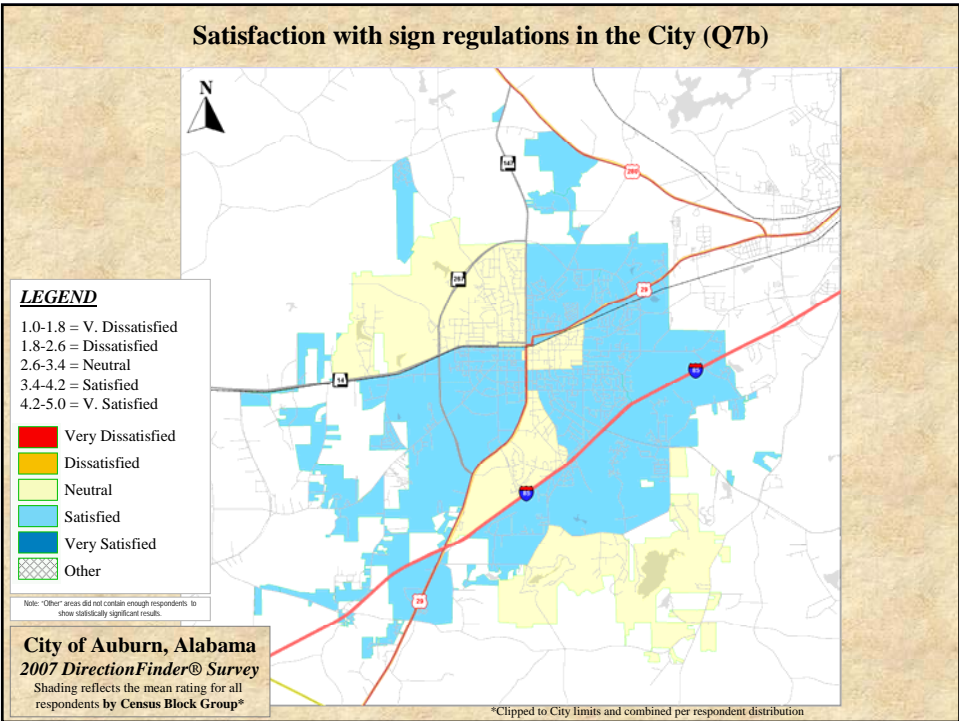 Satisfaction with sign regulations in the City (Q7b)
N
147
280
267
29
14
85
85
29
LEGEND
1.0-1.8 = V. Dissatisfied
1.8-2.6 = Dissatisfied
2.6-3.4 = Neutral
3.4-4.2 = Satisfied
4.2-5.0 = V. Satisfied
Very Dissatisfied
Dissatisfied
Neutral
Satisfied
Very Satisfied
Other
Note: "Other" areas did not contain enough respondents to
show statistically significant results.
City of Auburn, Alabama
2007 DirectionFinder® Survey
Shading reflects the mean rating for all
respondents by Census Block Group*
*Clipped to City limits and combined per respondent distribution